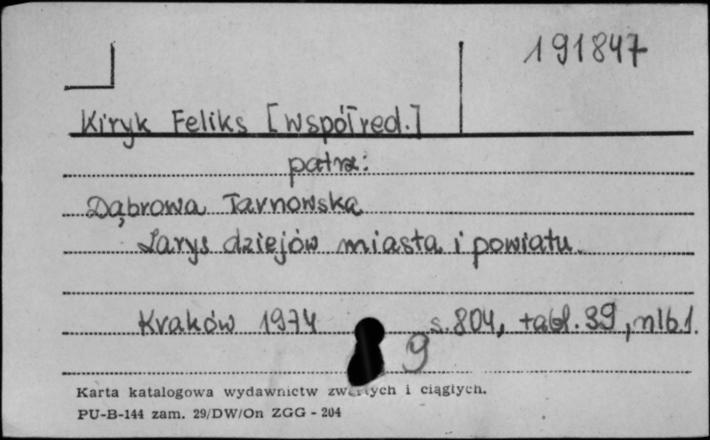 191847
Kiryk Feliks [współred.]
patrz:
Dąbrowa Tarnowska
Zarys dziejów miasta i powiatu.
Kraków 1974 s. 804, tabl. 39, nlb 1.
9
Karta katalogowa wydawnictw zwartych i ciągłych.
PU-B-144 zam. 29/DW/On ZGG - 204